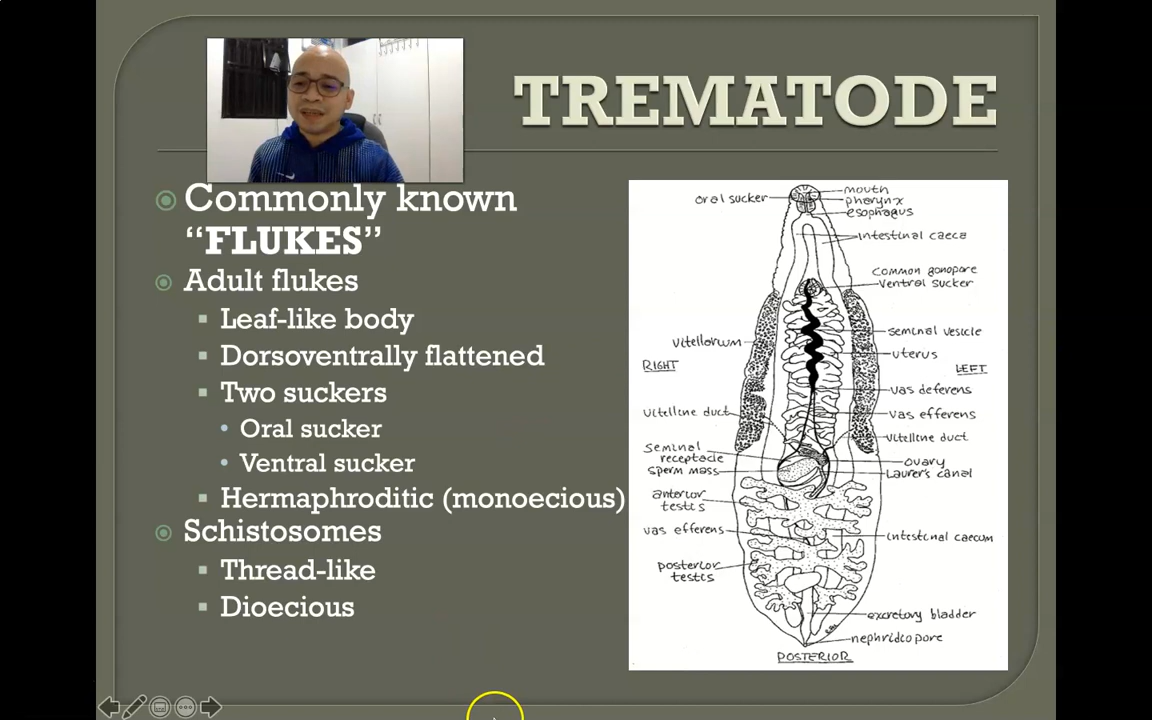 TREMATODE
Commonly known
“FLUKES”
Adult flukes
Leaf-like body
Dorsoventrally flattened
Two suckers
Oral sucker
Ventral sucker
Hermaphroditic (monoecious)
Schistosomes
Thread-like
Dioecious
oral sucker
mouth
pharynx
esophagus
intestinal caeca
common gonopore
ventral sucker
seminal vesicle
vitellarium
uterus
RIGHT
LEFT
vas deferens
vitelline duct
vas efferens
vitelline duct
seminal
receptacle
sperm mass
ovary
Laurer's canal
anterior
testis
vas efferens
intestinal caecum
posterior
testis
excretory bladder
nephridiopore
POSTERIOR